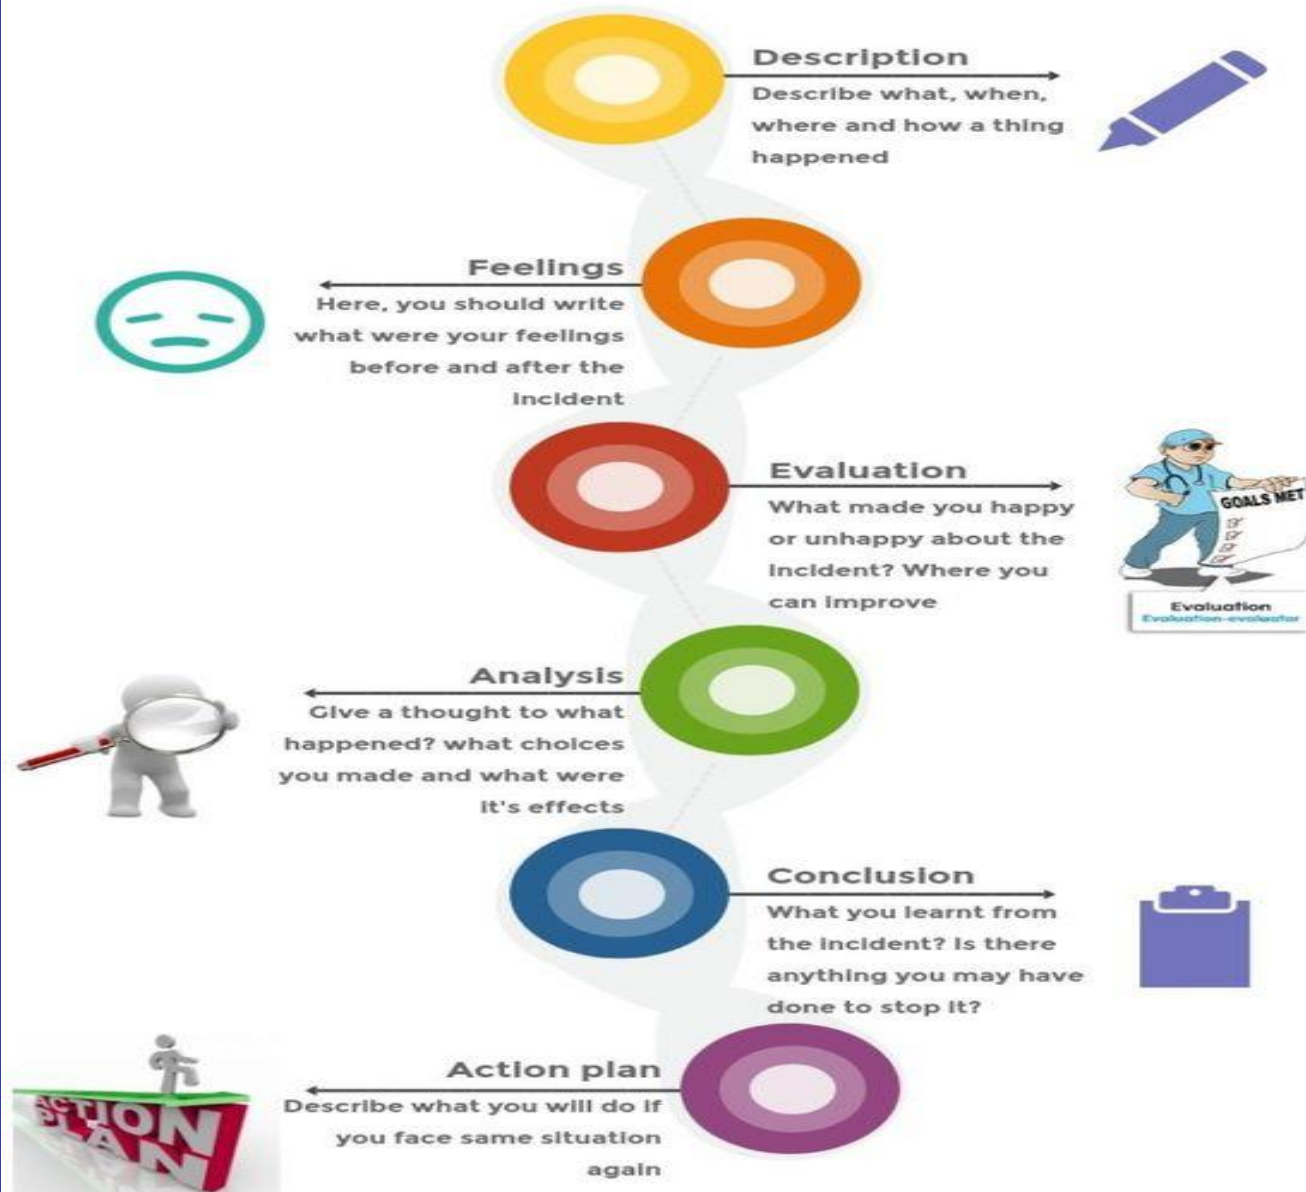 Description
Describe what, when,
where and how a thing
happened
Feelings
Here, you should write
what were your feelings
before and after the
incident
Evaluation
What made you happy
or unhappy about the
incident? Where you
can improve
GOALS MET
Evaluation
Evaluation-evaluator
Analysis
Give a thought to what
happened? what choices
you made and what were
it's effects
Conclusion
What you learnt from
the incident? Is there
anything you may have
done to stop it?
Action plan
Describe what you will do if
you face same situation
again
ACTION
PLAN